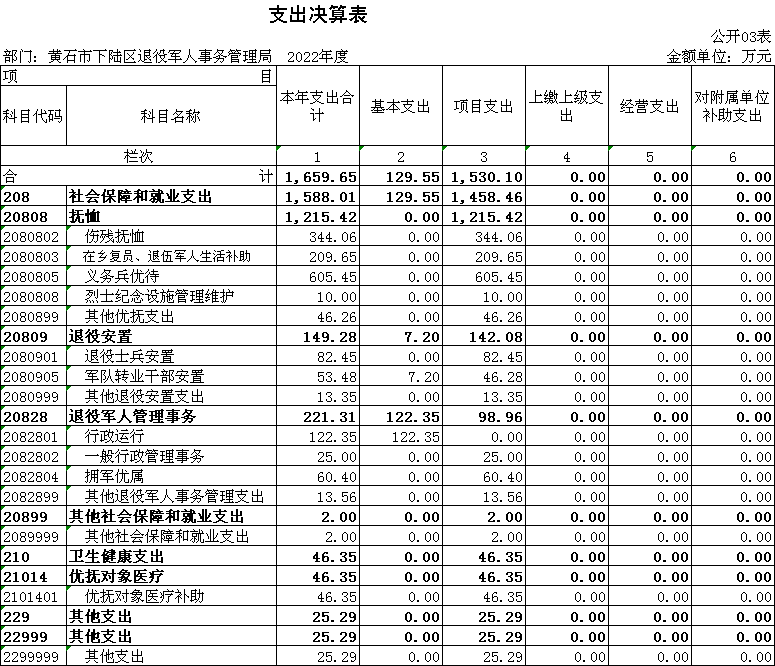 支出决算表
公开03表
部门：黄石市下陆区退役军人事务管理局 2022年度 金额单位：万元
项 目 本年支出合计 基本支出 项目支出 上缴上级支出 经营支出 对附属单位补助支出
科目代码 科目名称
栏次 1 2 3 4 5 6
合 计 1,659.65 129.55 1,530.10 0.00 0.00 0.00
208 社会保障和就业支出 1,588.01 129.55 1,458.46 0.00 0.00 0.00
20808 抚恤 1,215.42 0.00 1,215.42 0.00 0.00 0.00
2080802 伤残抚恤 344.06 0.00 344.06 0.00 0.00 0.00
2080803 在乡复员、退伍军人生活补助 209.65 0.00 209.65 0.00 0.00 0.00
2080805 义务兵优待 605.45 0.00 605.45 0.00 0.00 0.00
2080808 烈士纪念设施管理维护 10.00 0.00 10.00 0.00 0.00 0.00
2080899 其他优抚支出 46.26 0.00 46.26 0.00 0.00 0.00
20809 退役安置 149.28 7.20 142.08 0.00 0.00 0.00
2080901 退役士兵安置 82.45 0.00 82.45 0.00 0.00 0.00
2080905 军队转业干部安置 53.48 7.20 46.28 0.00 0.00 0.00
2080999 其他退役安置支出 13.35 0.00 13.35 0.00 0.00 0.00
20828 退役军人管理事务 221.31 122.35 98.96 0.00 0.00 0.00
2082801 行政运行 122.35 122.35 0.00 0.00 0.00 0.00
2082802 一般行政管理事务 25.00 0.00 25.00 0.00 0.00 0.00
2082804 拥军优属 60.40 0.00 60.40 0.00 0.00 0.00
2082899 其他退役军人事务管理支出 13.56 0.00 13.56 0.00 0.00 0.00
20899 其他社会保障和就业支出 2.00 0.00 2.00 0.00 0.00 0.00
2089999 其他社会保障和就业支出 2.00 0.00 2.00 0.00 0.00 0.00
210 卫生健康支出 46.35 0.00 46.35 0.00 0.00 0.00
21014 优抚对象医疗 46.35 0.00 46.35 0.00 0.00 0.00
2101401 优抚对象医疗补助 46.35 0.00 46.35 0.00 0.00 0.00
229 其他支出 25.29 0.00 25.29 0.00 0.00 0.00
22999 其他支出 25.29 0.00 25.29 0.00 0.00 0.00
2299999 其他支出 25.29 0.00 25.29 0.00 0.00 0.00